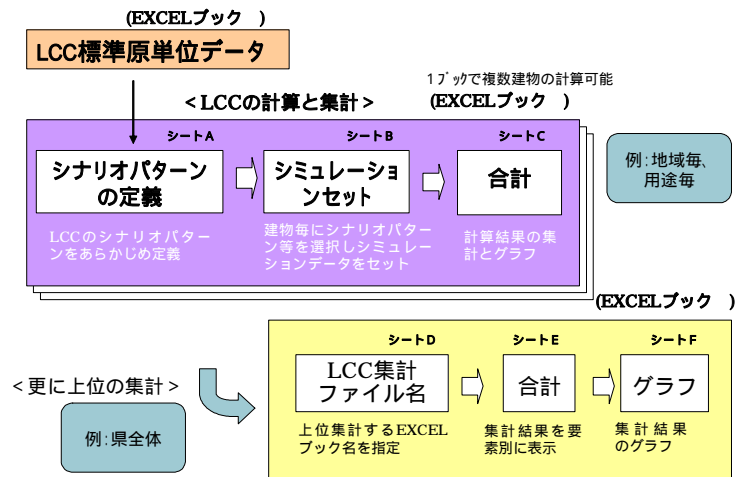 (EXCELブック　)
LCC標準原単位データ
1ブックで複数建物の計算可能
<LCCの計算と集計>
(EXCELブック　)
シートA
シートB
シートC
シナリオパターン
の定義
シミュレーショ
ンセット
合計
例:地域毎、
用途毎
LCCのシナリオパター
ンをあらかじめ定義
建物毎にシナリオパター
ン等を選択しシミュレー
ションデータをセット
計算結果の集
計とグラフ
(EXCELブック　)
シートD
シートE
シートF
<更に上位の集計>
LCC集計
ファイル名
合計
グラフ
例:県全体
上位集計するEXCEL
ブック名を指定
集計結果を要
素別に表示
集計結果
のグラフ